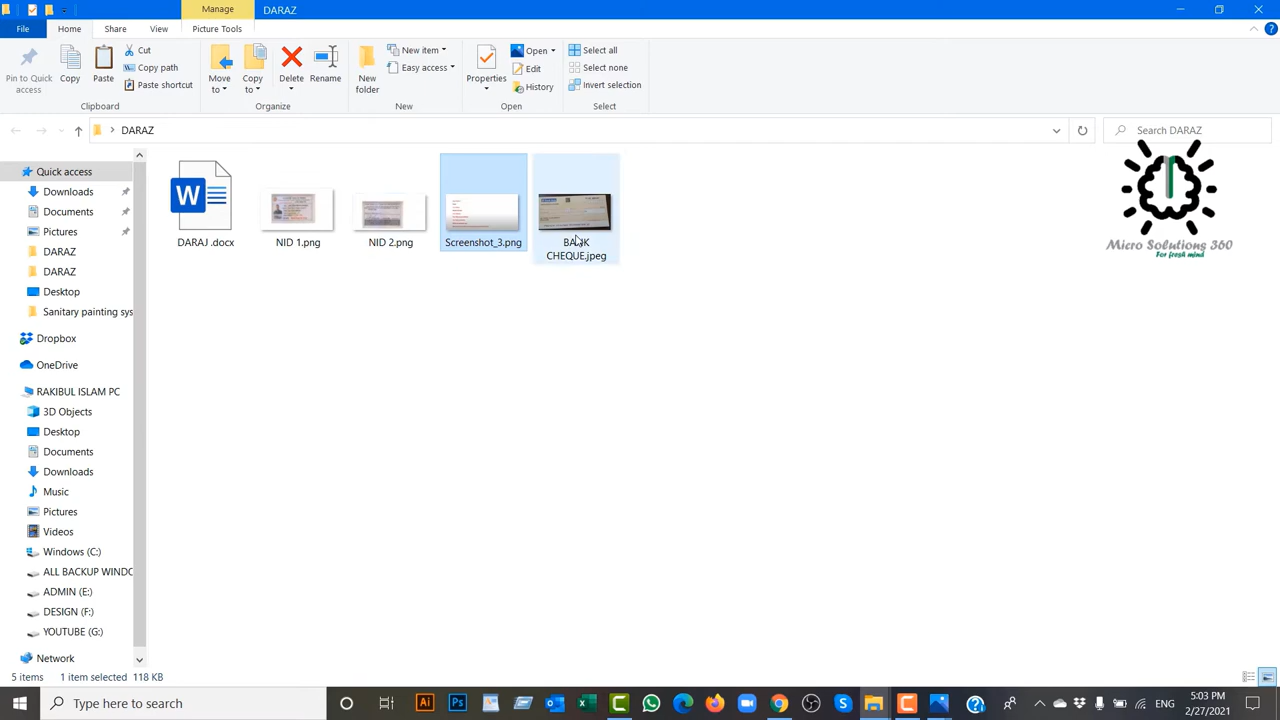 Manage
DARAZ
File
Home
Share
View
Picture Tools
Pin to Quick access
Copy
Paste
Cut
Copy path
Paste shortcut
Clipboard
Move to
Copy to
Delete
Rename
Organize
New folder
New item
Easy access
New
Properties
Open
Edit
History
Open
Select all
Select none
Invert selection
Select
DARAZ
Search DARAZ
Quick access
Downloads
Documents
Pictures
DARAZ
DARAZ
Desktop
Sanitary painting sys
Dropbox
OneDrive
RAKIBUL ISLAM PC
3D Objects
Desktop
Documents
Downloads
Music
Pictures
Videos
Windows (C:)
ALL BACKUP WINDO
ADMIN (E:)
DESIGN (F:)
YOUTUBE (G:)
Network
W
DARAJ .docx
NID 1.png
NID 2.png
Screenshot_3.png
BANK
CHEQUE.jpeg
Micro Solutions 360
For fresh mind
5 items
1 item selected 118 KB
Type here to search
Ai
Ps
ENG
5:03 PM
2/27/2021